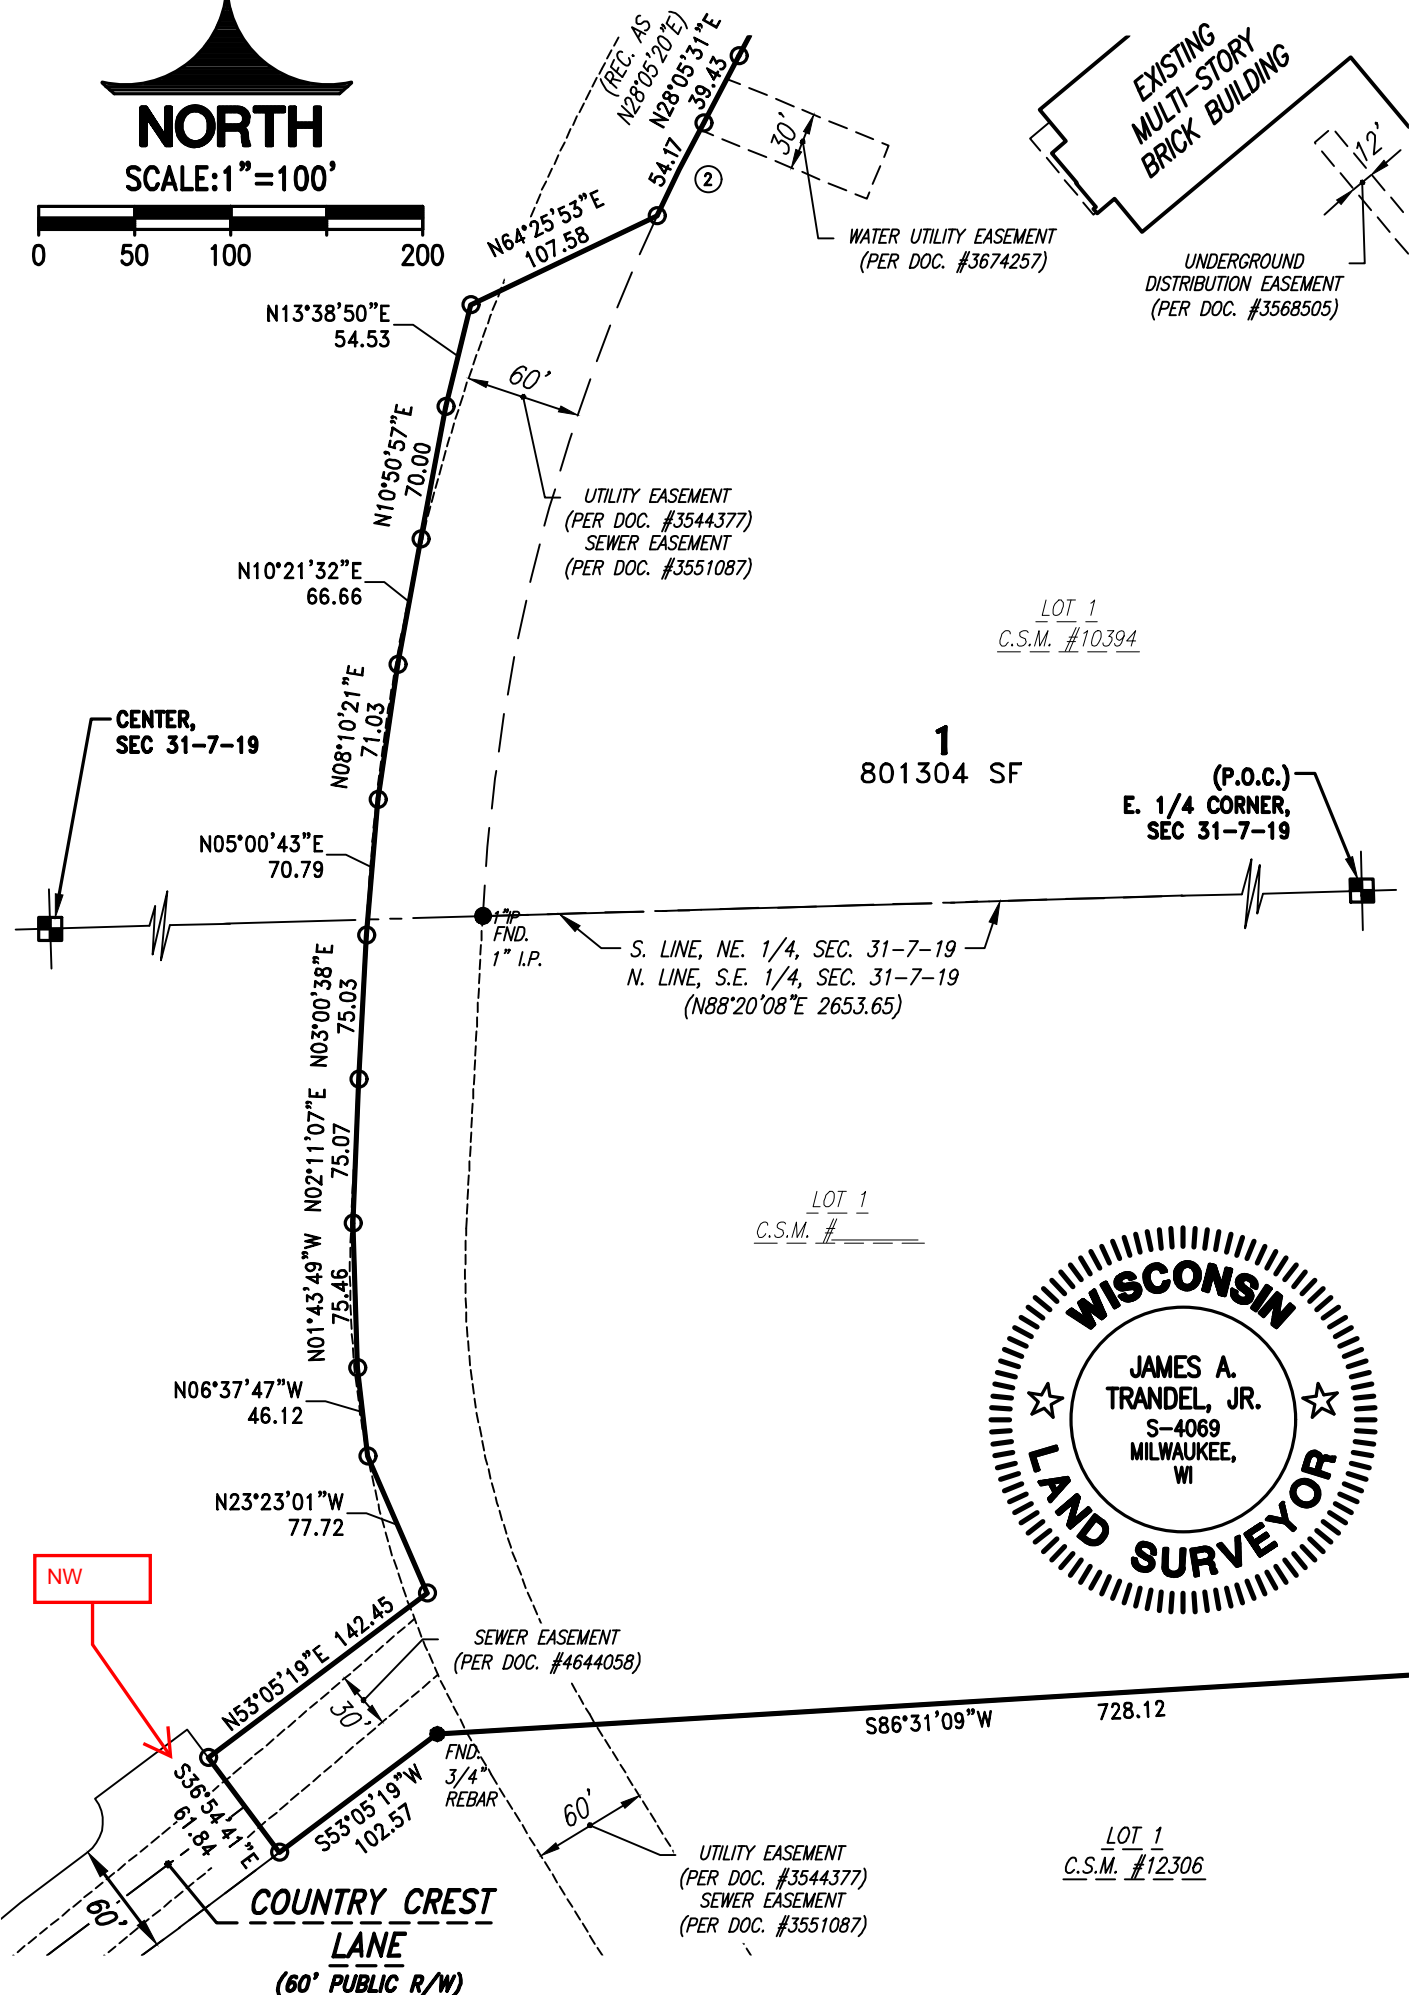 NORTH
SCALE:1"=100'
0 50 100 200
(REC. AS
N28°05'20"E)
N28°05'31"E
39.43
54.17
2
30'
WATER UTILITY EASEMENT
(PER DOC. #3674257)
EXISTING
MULTI-STORY
BRICK BUILDING
12'
UNDERGROUND
DISTRIBUTION EASEMENT
(PER DOC. #3568505)
N64°25'53"E
107.58
N13°38'50"E
54.53
60'
N10°50'57"E
70.00
UTILITY EASEMENT
(PER DOC. #3544377)
SEWER EASEMENT
(PER DOC. #3551087)
N10°21'32"E
66.66
LOT 1
C.S.M. #10394
N08°10'21"E
71.03
CENTER,
SEC 31-7-19
1
801304 SF
(P.O.C.)
E. 1/4 CORNER,
SEC 31-7-19
N05°00'43"E
70.79
1"IP
FND.
1" I.P.
S. LINE, NE. 1/4, SEC. 31-7-19
N. LINE, S.E. 1/4, SEC. 31-7-19
(N88°20'08"E 2653.65)
N03°00'38"E
75.03
N02°11'07"E
75.07
LOT 1
C.S.M. #
N01°43'49"W
75.46
N06°37'47"W
46.12
WISCONSIN
JAMES A.
TRANDEL, JR.
S-4069
MILWAUKEE,
WI
LAND SURVEYOR
N23°23'01"W
77.72
NW
N53°05'19"E 142.45
SEWER EASEMENT
(PER DOC. #4644058)
30'
S86°31'09"W 728.12
FND.
3/4"
REBAR
S36°54'41"E
61.84
S53°05'19"W
102.57
60'
UTILITY EASEMENT
(PER DOC. #3544377)
SEWER EASEMENT
(PER DOC. #3551087)
LOT 1
C.S.M. #12306
60'
COUNTRY CREST
LANE
(60' PUBLIC R/W)